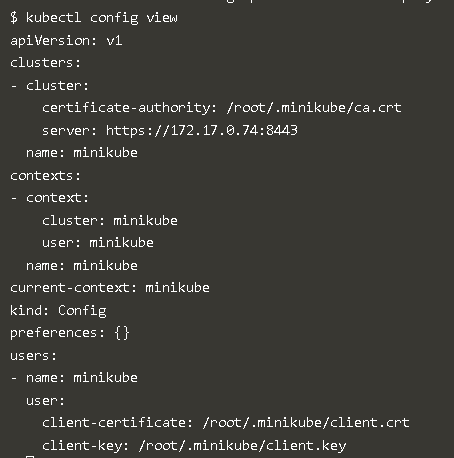 $ kubectl config view
apiVersion: v1
clusters:
- cluster:
    certificate-authority: /root/.minikube/ca.crt
    server: https://172.17.0.74:8443
  name: minikube
contexts:
- context:
    cluster: minikube
    user: minikube
  name: minikube
current-context: minikube
kind: Config
preferences: {}
users:
- name: minikube
  user:
    client-certificate: /root/.minikube/client.crt
    client-key: /root/.minikube/client.key